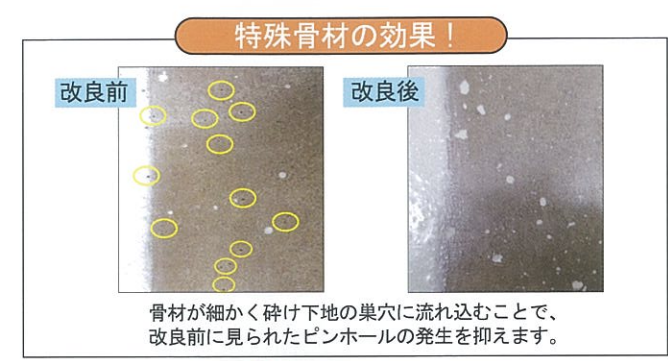 特殊骨材の効果！
改良前
改良後
骨材が細かく砕け下地の巣穴に流れ込むことで、
改良前に見られたピンホールの発生を抑えます。